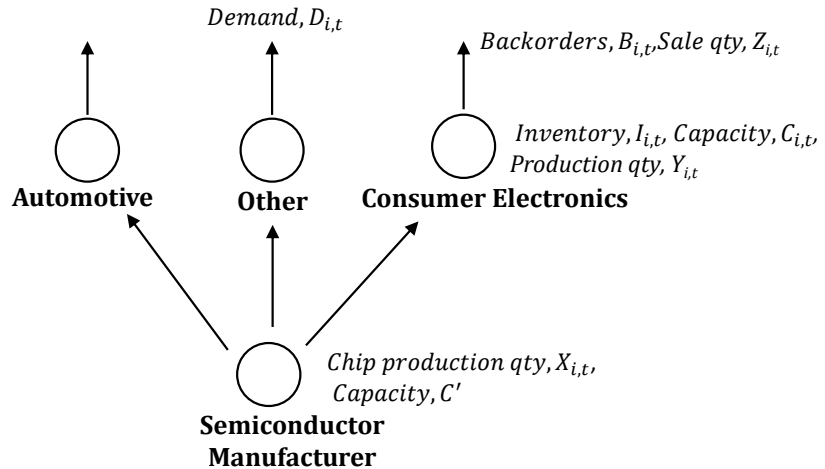 Demand, D_{i,t}
Backorders, B_{i,t},Sale qty, Z_{i,t}
Inventory, I_{i,t}, Capacity, C_{i,t},
Production qty, Y_{i,t}
Automotive
Other
Consumer Electronics
Chip production qty, X_{i,t},
Capacity, C′
Semiconductor
Manufacturer